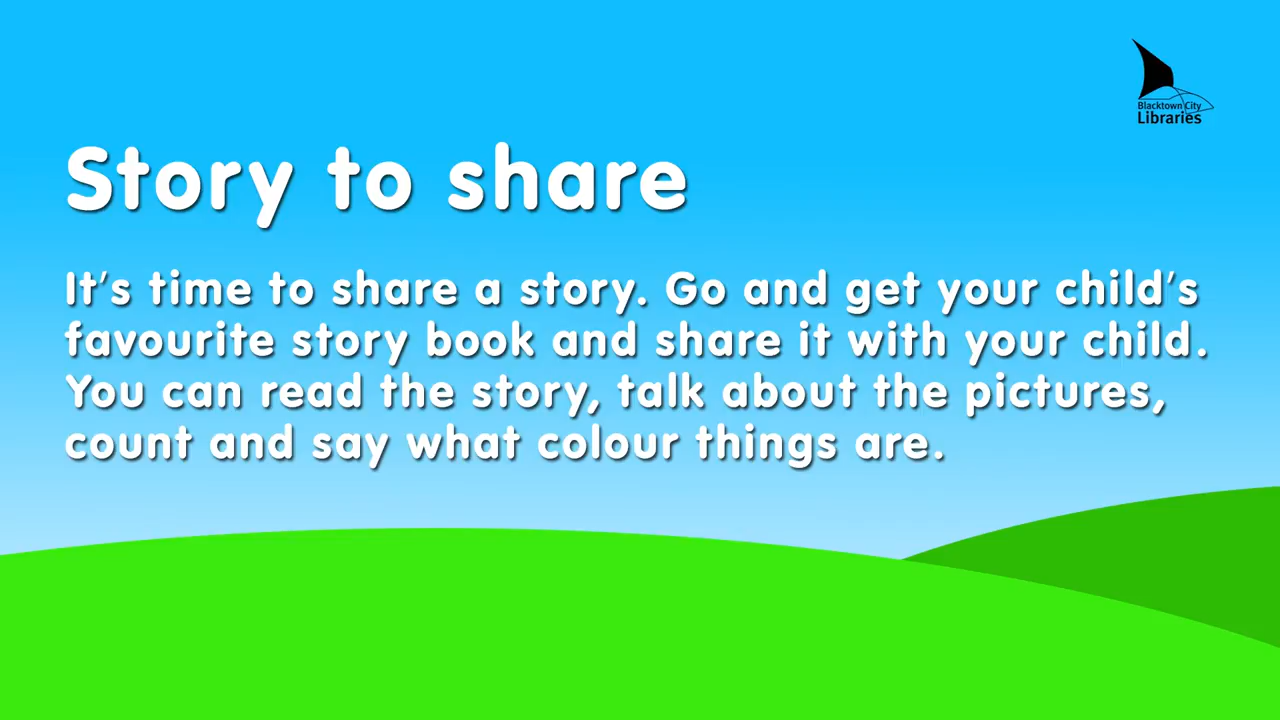 Blacktown City
Libraries
Story to share
It's time to share a story. Go and get your child's
favourite story book and share it with your child.
You can read the story, talk about the pictures,
count and say what colour things are.